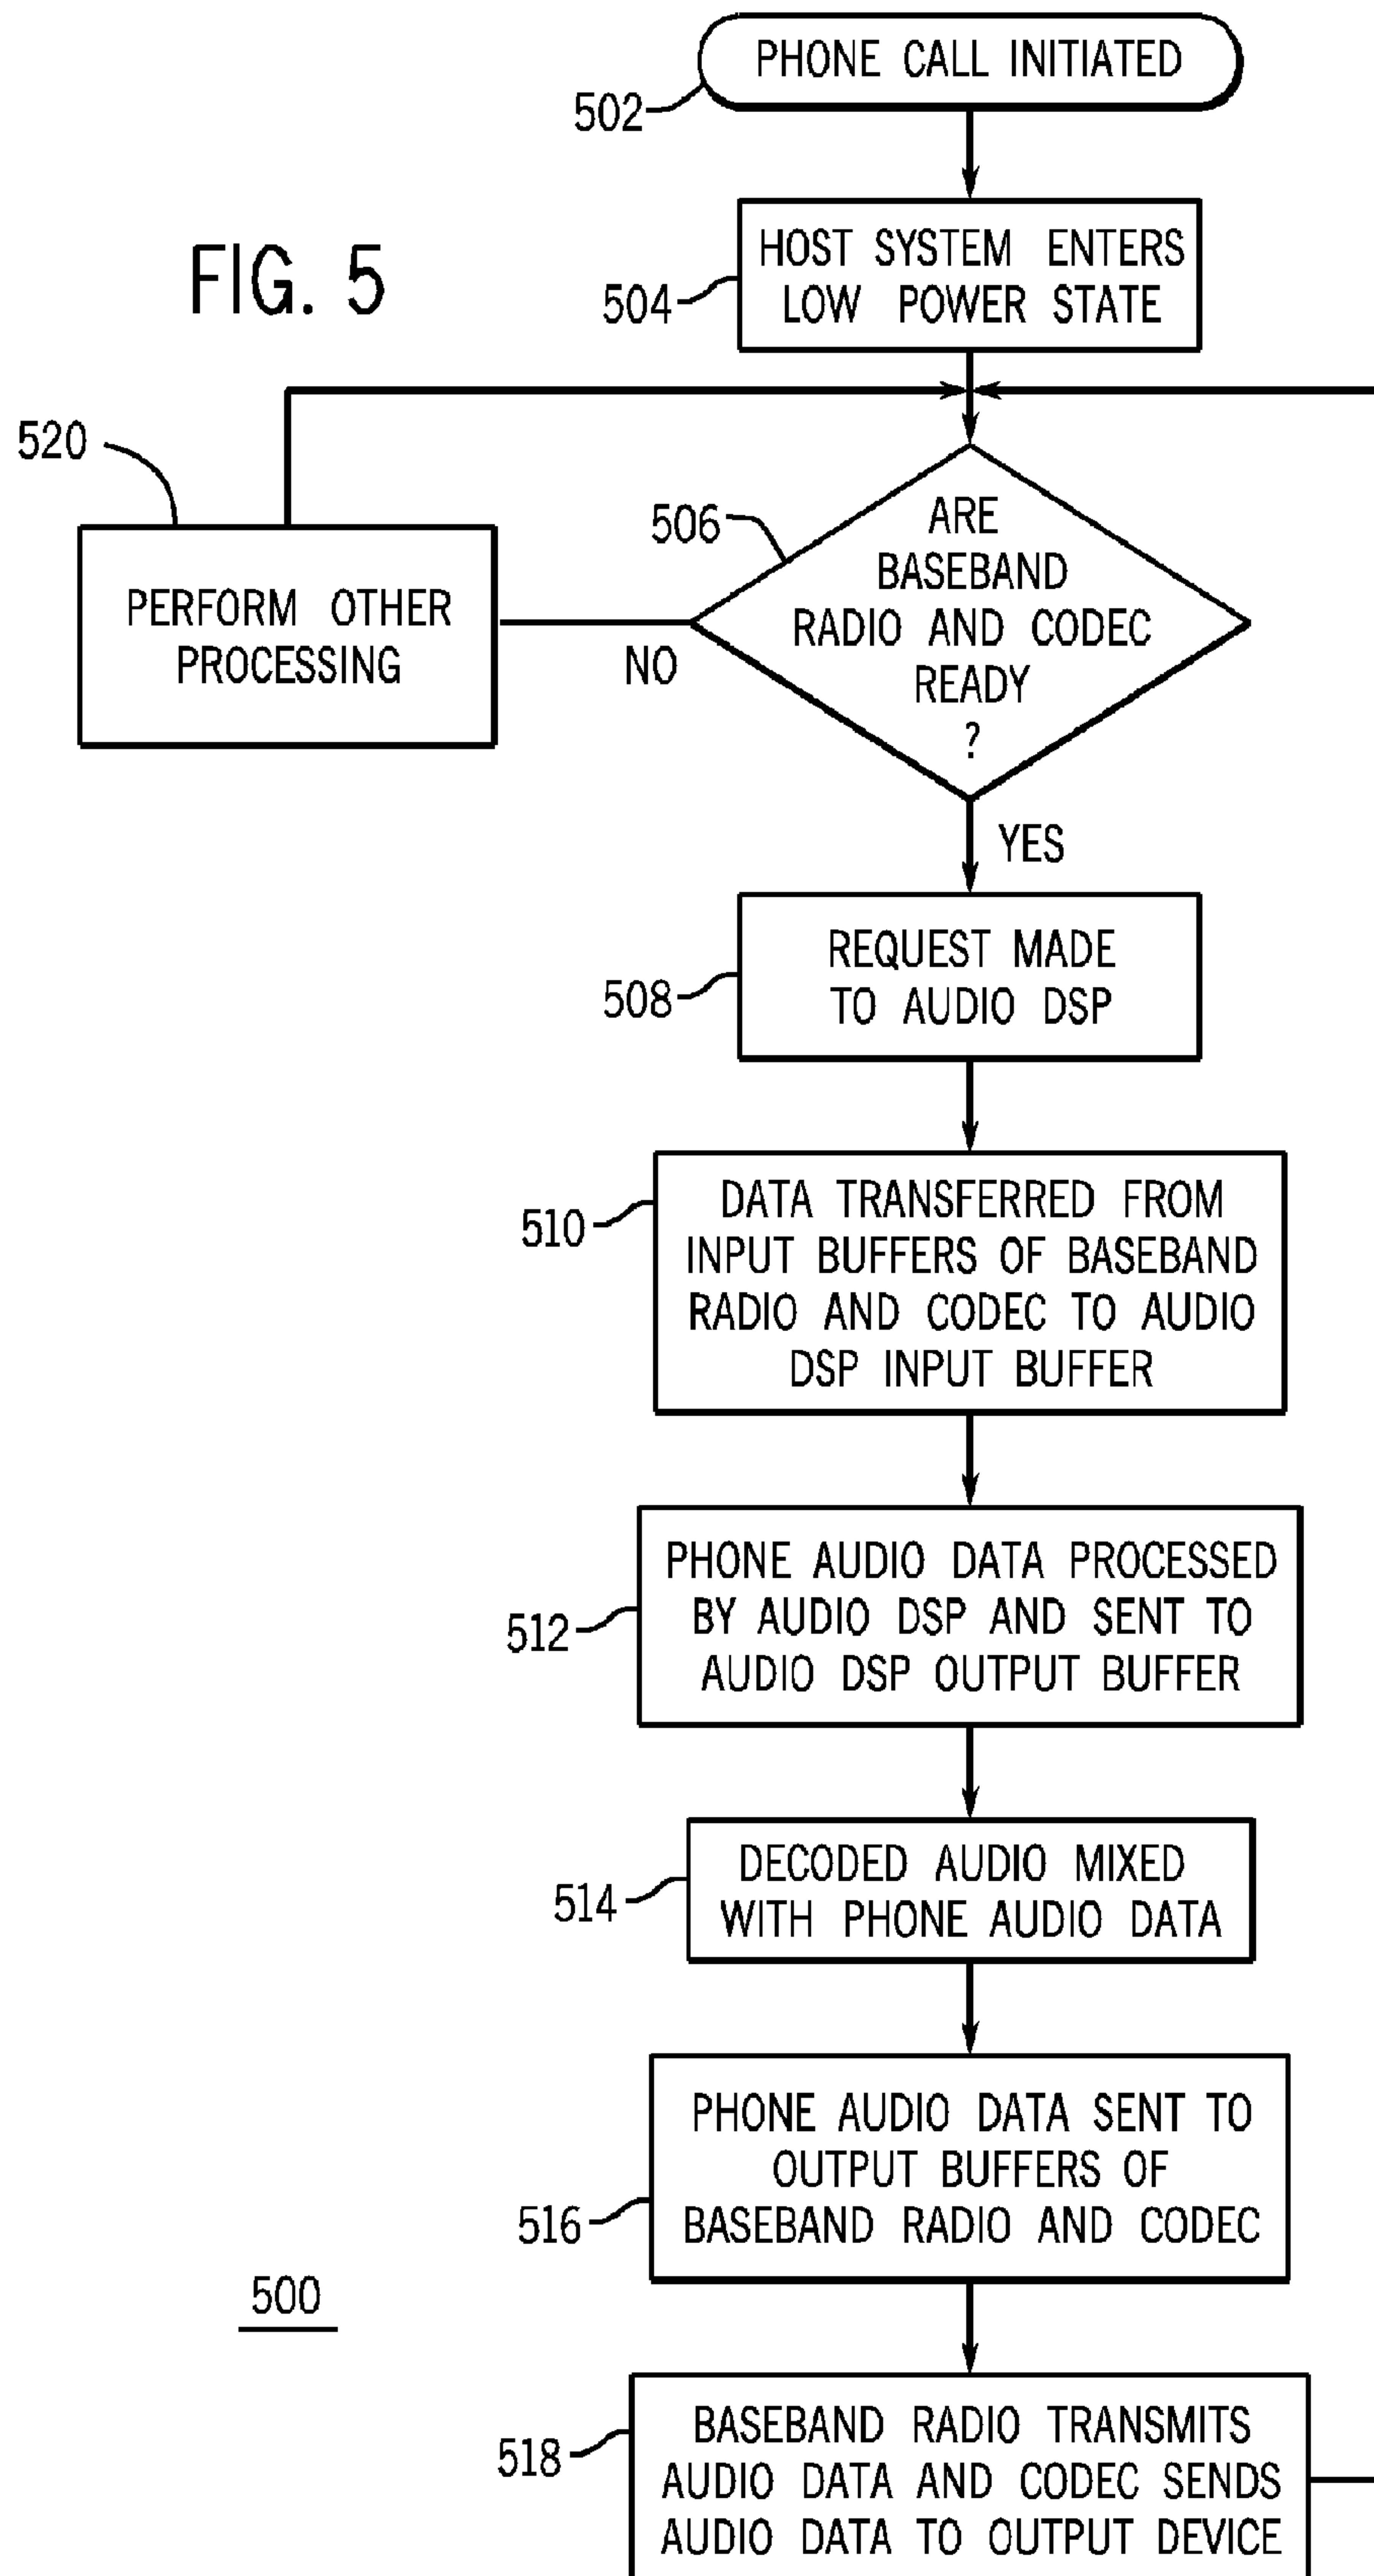 PHONE CALL INITIATED
502
HOST SYSTEM ENTERS
LOW POWER STATE
504
FIG. 5
520
PERFORM OTHER
PROCESSING
506
ARE
BASEBAND
RADIO AND CODEC
READY
?
NO
YES
REQUEST MADE
TO AUDIO DSP
508
DATA TRANSFERRED FROM
INPUT BUFFERS OF BASEBAND
RADIO AND CODEC TO AUDIO
DSP INPUT BUFFER
510
PHONE AUDIO DATA PROCESSED
BY AUDIO DSP AND SENT TO
AUDIO DSP OUTPUT BUFFER
512
DECODED AUDIO MIXED
WITH PHONE AUDIO DATA
514
PHONE AUDIO DATA SENT TO
OUTPUT BUFFERS OF
BASEBAND RADIO AND CODEC
516
500
BASEBAND RADIO TRANSMITS
AUDIO DATA AND CODEC SENDS
AUDIO DATA TO OUTPUT DEVICE
518